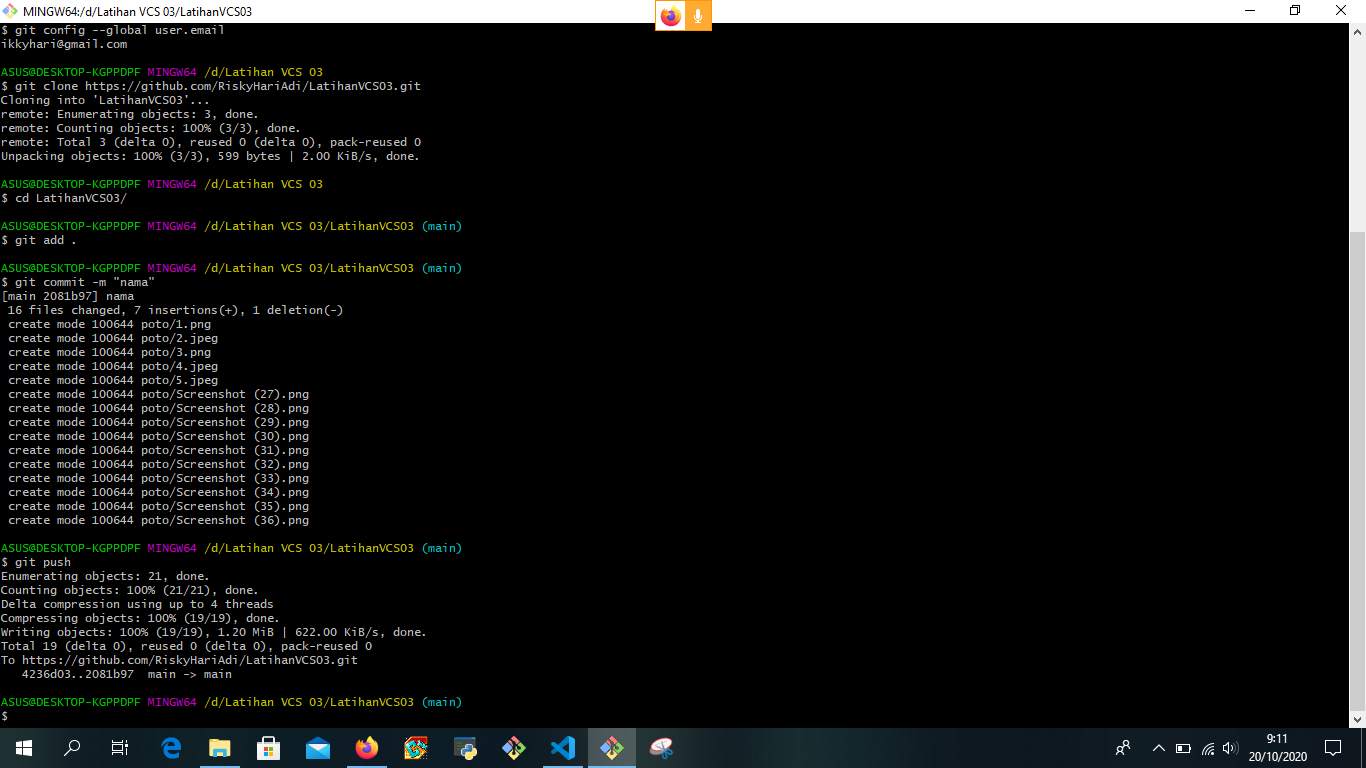 MINGW64:/d/Latihan VCS 03/LatihanVCS03
$ git config --global user.email
ikkyhari@gmail.com
ASUS@DESKTOP-KGPPDPF MINGW64 /d/Latihan VCS 03
$ git clone https://github.com/RiskyHariAdi/LatihanVCS03.git
Cloning into 'LatihanVCS03'...
remote: Enumerating objects: 3, done.
remote: Counting objects: 100% (3/3), done.
remote: Total 3 (delta 0), reused 0 (delta 0), pack-reused 0
Unpacking objects: 100% (3/3), 599 bytes | 2.00 KiB/s, done.
ASUS@DESKTOP-KGPPDPF MINGW64 /d/Latihan VCS 03
$ cd LatihanVCS03/
ASUS@DESKTOP-KGPPDPF MINGW64 /d/Latihan VCS 03/LatihanVCS03 (main)
$ git add .
ASUS@DESKTOP-KGPPDPF MINGW64 /d/Latihan VCS 03/LatihanVCS03 (main)
$ git commit -m "nama"
[main 2081b97] nama
16 files changed, 7 insertions(+), 1 deletion(-)
create mode 100644 poto/1.png
create mode 100644 poto/2.jpeg
create mode 100644 poto/3.png
create mode 100644 poto/4.jpeg
create mode 100644 poto/5.jpeg
create mode 100644 poto/Screenshot (27).png
create mode 100644 poto/Screenshot (28).png
create mode 100644 poto/Screenshot (29).png
create mode 100644 poto/Screenshot (30).png
create mode 100644 poto/Screenshot (31).png
create mode 100644 poto/Screenshot (32).png
create mode 100644 poto/Screenshot (33).png
create mode 100644 poto/Screenshot (34).png
create mode 100644 poto/Screenshot (35).png
create mode 100644 poto/Screenshot (36).png
ASUS@DESKTOP-KGPPDPF MINGW64 /d/Latihan VCS 03/LatihanVCS03 (main)
$ git push
Enumerating objects: 21, done.
Counting objects: 100% (21/21), done.
Delta compression using up to 4 threads
Compressing objects: 100% (19/19), done.
Writing objects: 100% (19/19), 1.20 MiB | 622.00 KiB/s, done.
Total 19 (delta 0), reused 0 (delta 0), pack-reused 0
To https://github.com/RiskyHariAdi/LatihanVCS03.git
4236d03..2081b97  main -> main
ASUS@DESKTOP-KGPPDPF MINGW64 /d/Latihan VCS 03/LatihanVCS03 (main)
$
9:11
20/10/2020